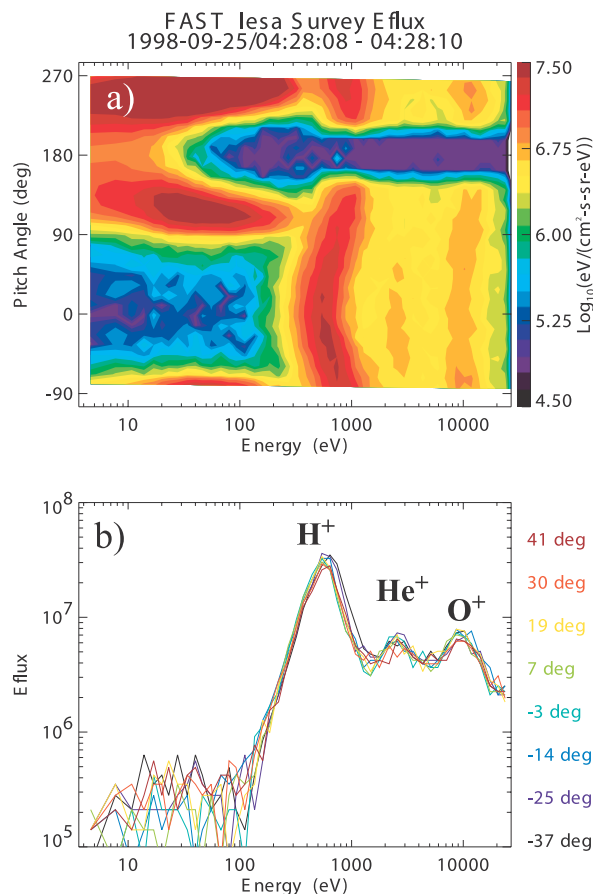 FAST Iesa Survey Eflux
1998-09-25/04:28:08 - 04:28:10
a)
Pitch Angle (deg)
270
180
90
0
-90
10
100
1000
10000
Energy (eV)
7.50
6.75
6.00
5.25
4.50
Log10(eV/(cm²-s-sr-eV))
b)
H+
He+
O+
Eflux
10^8
10^7
10^6
10^5
10
100
1000
10000
Energy (eV)
41 deg
30 deg
19 deg
7 deg
-3 deg
-14 deg
-25 deg
-37 deg